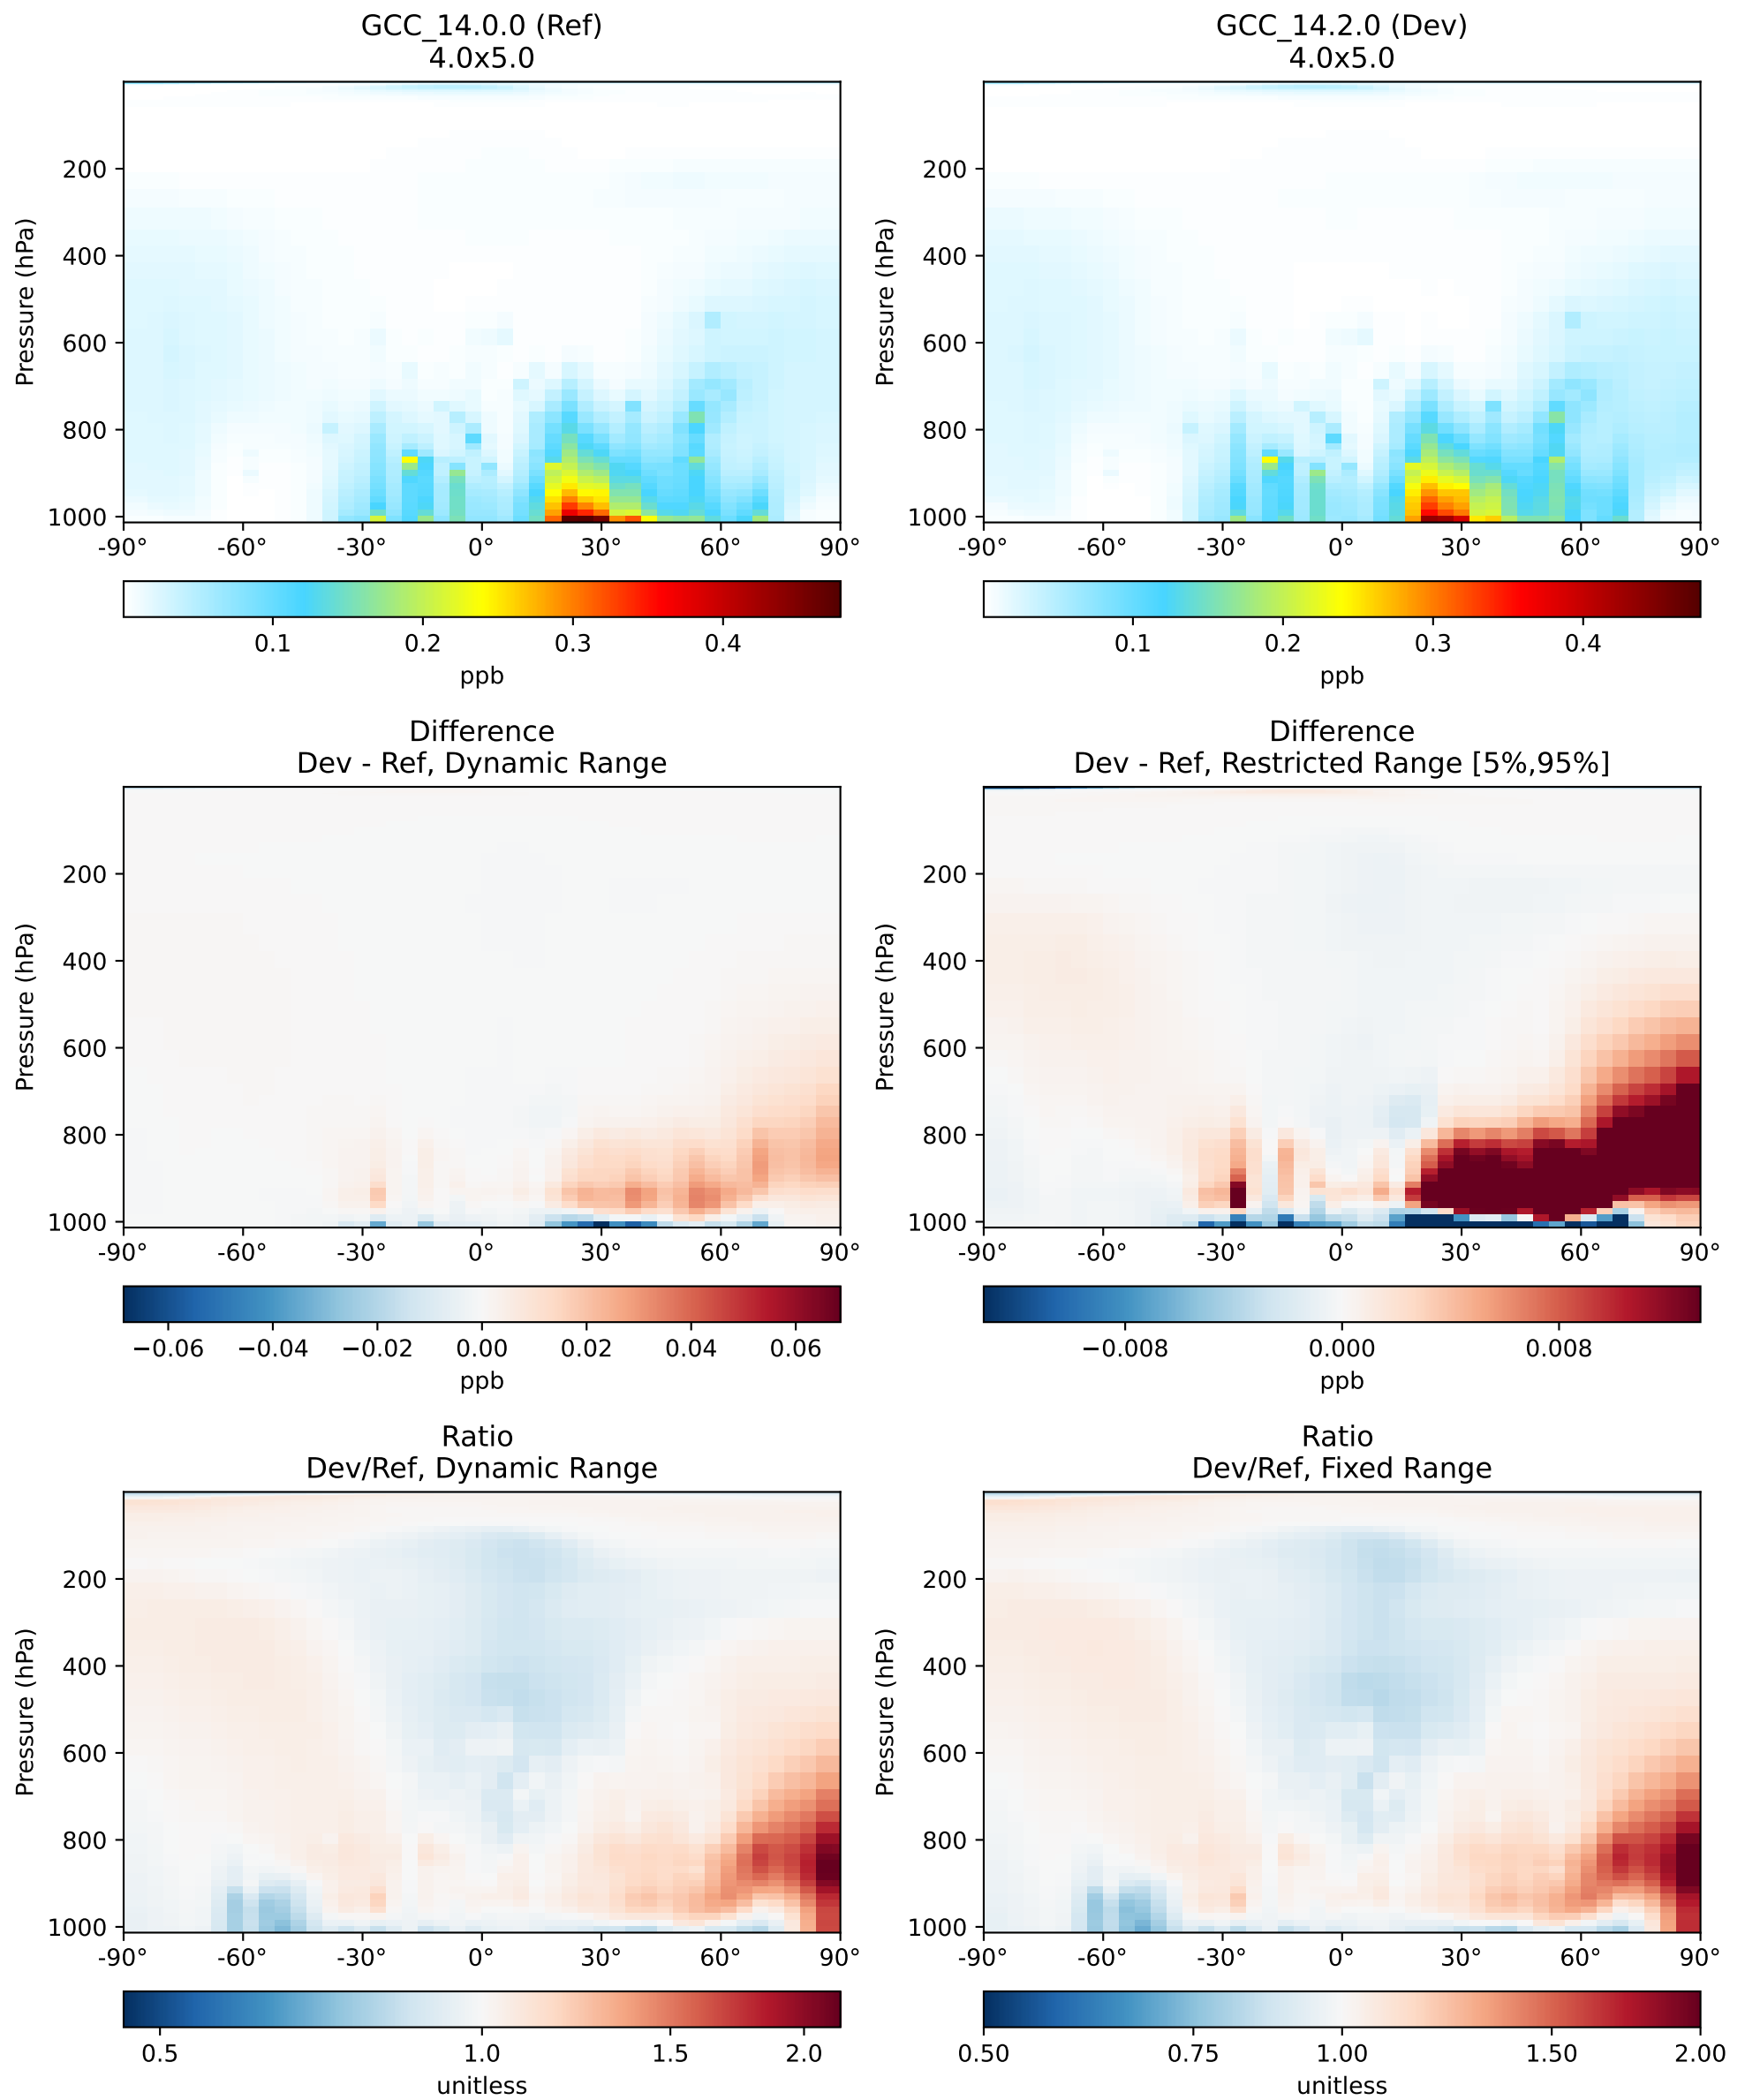 GCC_14.0.0 (Ref)
4.0x5.0
GCC_14.2.0 (Dev)
4.0x5.0
Pressure (hPa)
200
400
600
800
1000
-90° -60° -30° 0° 30° 60° 90°
0.1 0.2 0.3 0.4
ppb
Pressure (hPa)
200
400
600
800
1000
-90° -60° -30° 0° 30° 60° 90°
0.1 0.2 0.3 0.4
ppb
Difference
Dev - Ref, Dynamic Range
Difference
Dev - Ref, Restricted Range [5%,95%]
Pressure (hPa)
200
400
600
800
1000
-90° -60° -30° 0° 30° 60° 90°
−0.06 −0.04 −0.02 0.00 0.02 0.04 0.06
ppb
Pressure (hPa)
200
400
600
800
1000
-90° -60° -30° 0° 30° 60° 90°
−0.008 0.000 0.008
ppb
Ratio
Dev/Ref, Dynamic Range
Ratio
Dev/Ref, Fixed Range
Pressure (hPa)
200
400
600
800
1000
-90° -60° -30° 0° 30° 60° 90°
0.5 1.0 1.5 2.0
unitless
Pressure (hPa)
200
400
600
800
1000
-90° -60° -30° 0° 30° 60° 90°
0.50 0.75 1.00 1.50 2.00
unitless